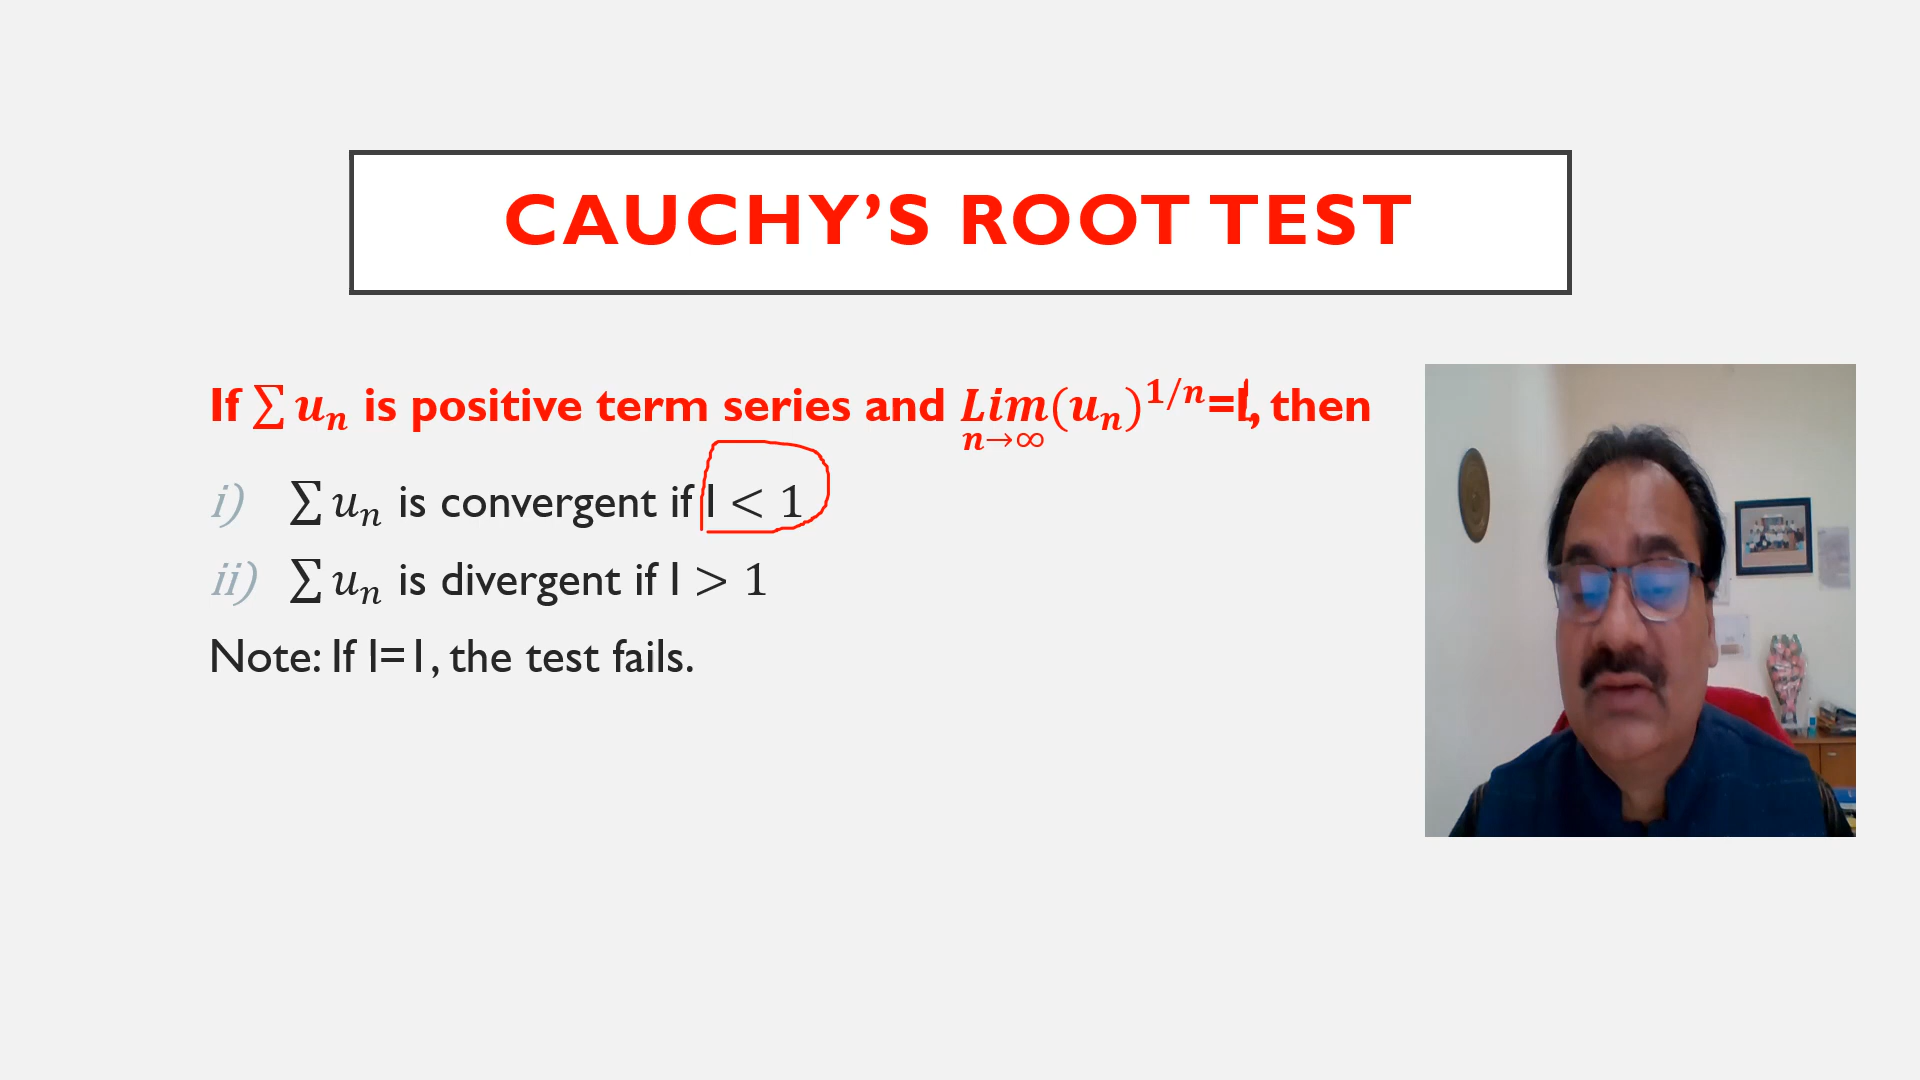 CAUCHY’S ROOT TEST
If ∑ uₙ is positive term series and Lim n→∞ (uₙ)^{1/n}=l, then
i) ∑ uₙ is convergent if l < 1
ii) ∑ uₙ is divergent if l > 1
Note: If l=1, the test fails.